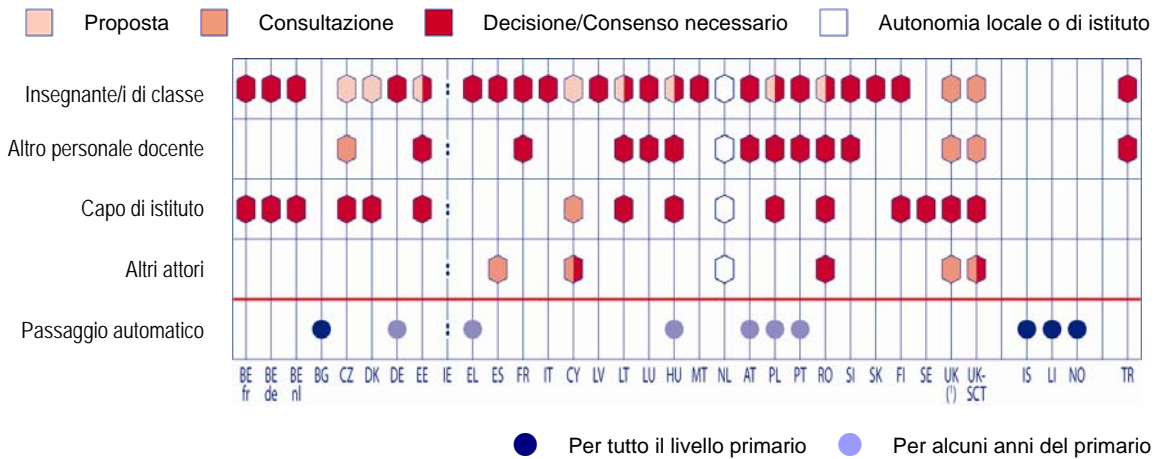 Proposta Consultazione Decisione/Consenso necessario Autonomia locale o di istituto
Insegnante/i di classe
Altro personale docente
Capo di istituto
Altri attori
Passaggio automatico
BE fr BE de BE nl BG CZ DK DE EE IE EL ES FR IT CY LV LT LU HU MT NL AT PL PT RO SI SK FI SE UK (¹) UK-SCT IS LI NO TR
Per tutto il livello primario Per alcuni anni del primario